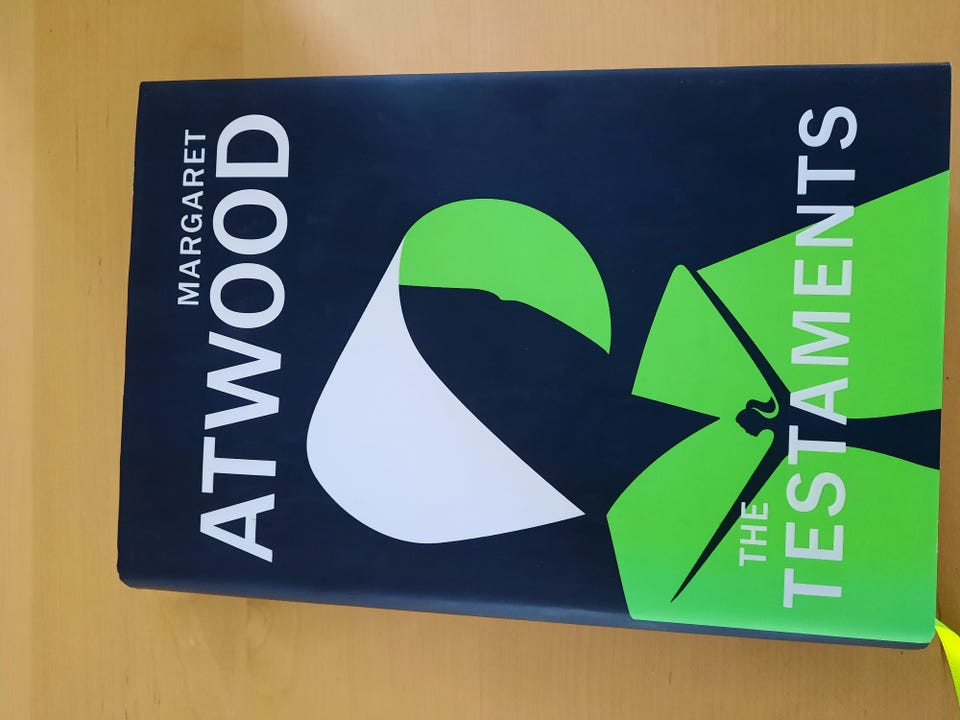 MARGARET
ATWOOD
THE
TESTAMENTS